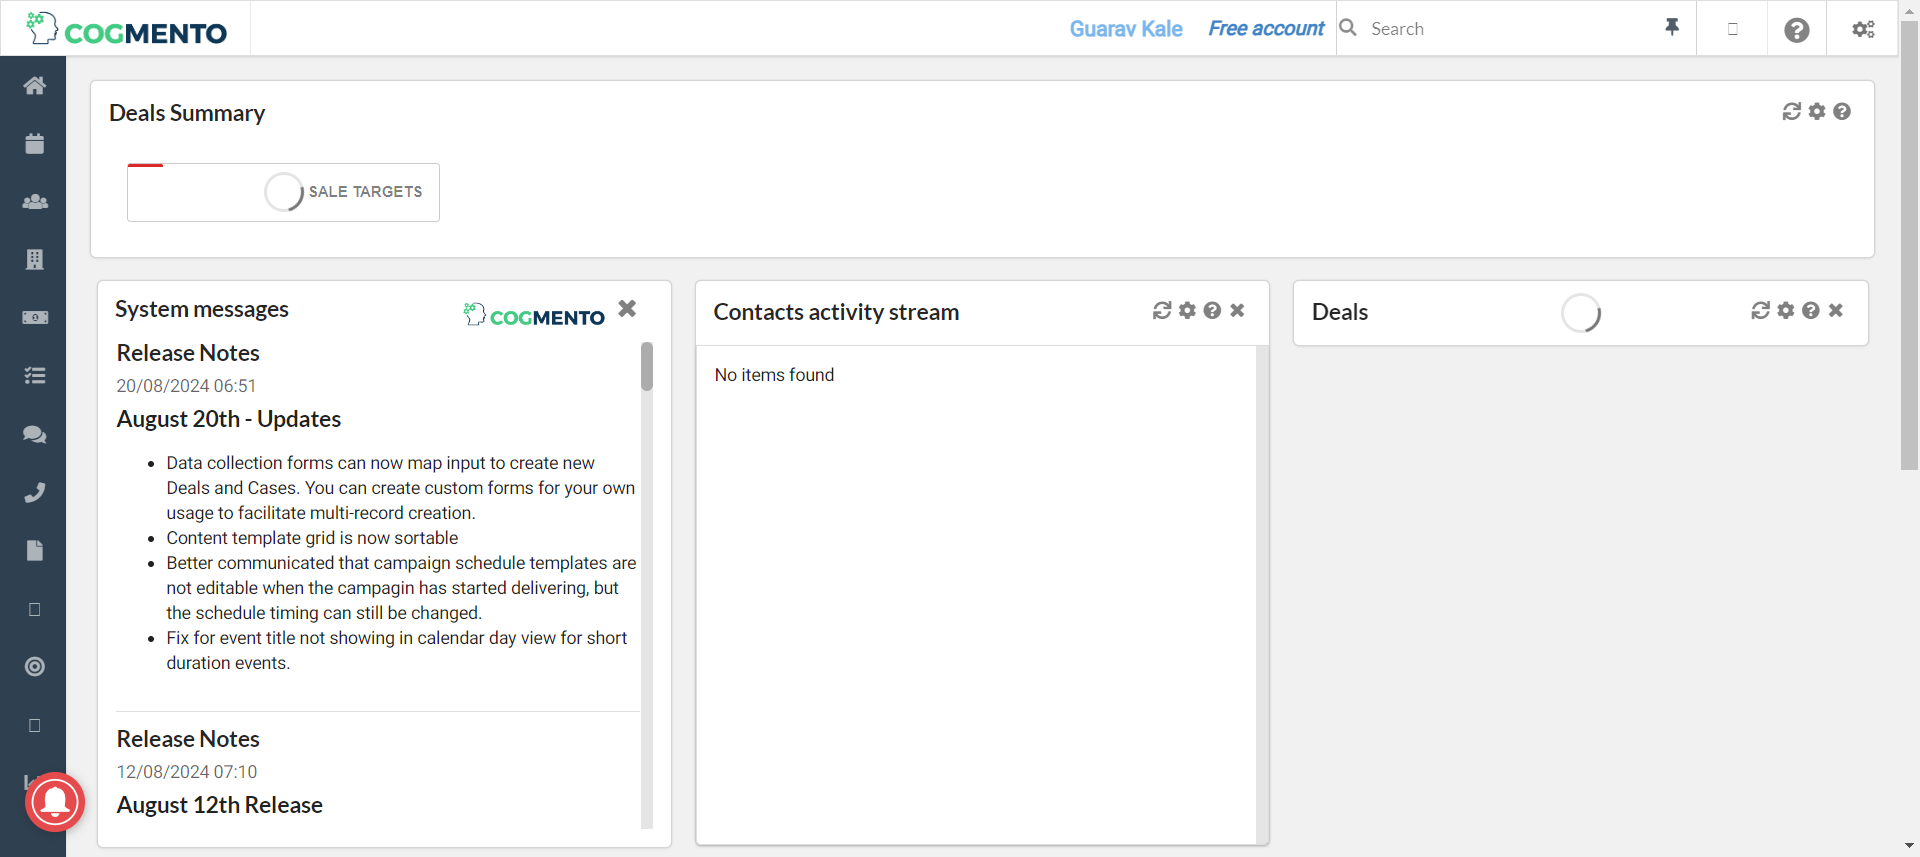 COGMENTO
Guarav Kale
Free account
Search
Deals Summary
SALE TARGETS
System messages
COGMENTO
Release Notes
20/08/2024 06:51
August 20th - Updates
Data collection forms can now map input to create new
Deals and Cases. You can create custom forms for your own
usage to facilitate multi-record creation.
Content template grid is now sortable
Better communicated that campaign schedule templates are
not editable when the campagin has started delivering, but
the schedule timing can still be changed.
Fix for event title not showing in calendar day view for short
duration events.
Release Notes
12/08/2024 07:10
August 12th Release
Contacts activity stream
No items found
Deals